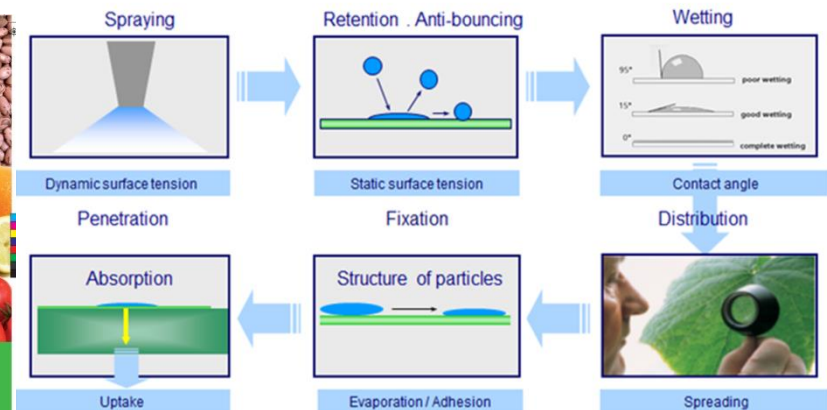 Spraying
Retention . Anti-bouncing
Wetting
95°
poor wetting
15°
good wetting
0°
complete wetting
Dynamic surface tension
Static surface tension
Contact angle
Penetration
Fixation
Distribution
Absorption
Structure of particles
Uptake
Evaporation / Adhesion
Spreading